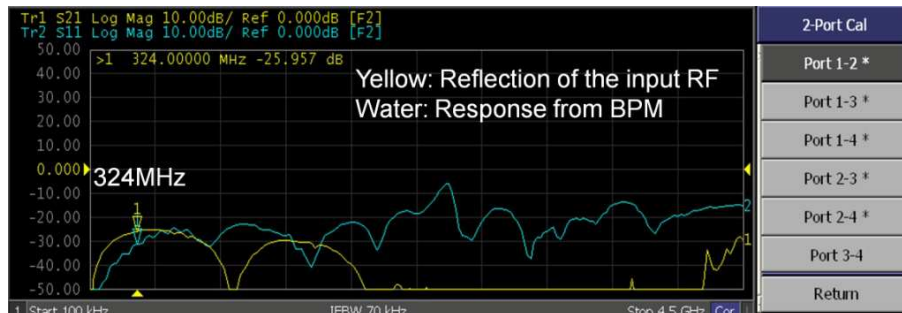 Tr1 S21 Log Mag 10.00dB/ Ref 0.000dB [F2]
Tr2 S11 Log Mag 10.00dB/ Ref 0.000dB [F2]
50.00
>1 324.00000 MHz -25.957 dB
40.00
Yellow: Reflection of the input RF
30.00
Water: Response from BPM
20.00
10.00
0.000
324MHz
-10.00
-20.00
1
2
-30.00
1
-40.00
-50.00
1 Start 100 kHz IFBW 70 kHz Stop 4.5 GHz Cor
2-Port Cal
Port 1-2 *
Port 1-3 *
Port 1-4 *
Port 2-3 *
Port 2-4 *
Port 3-4
Return